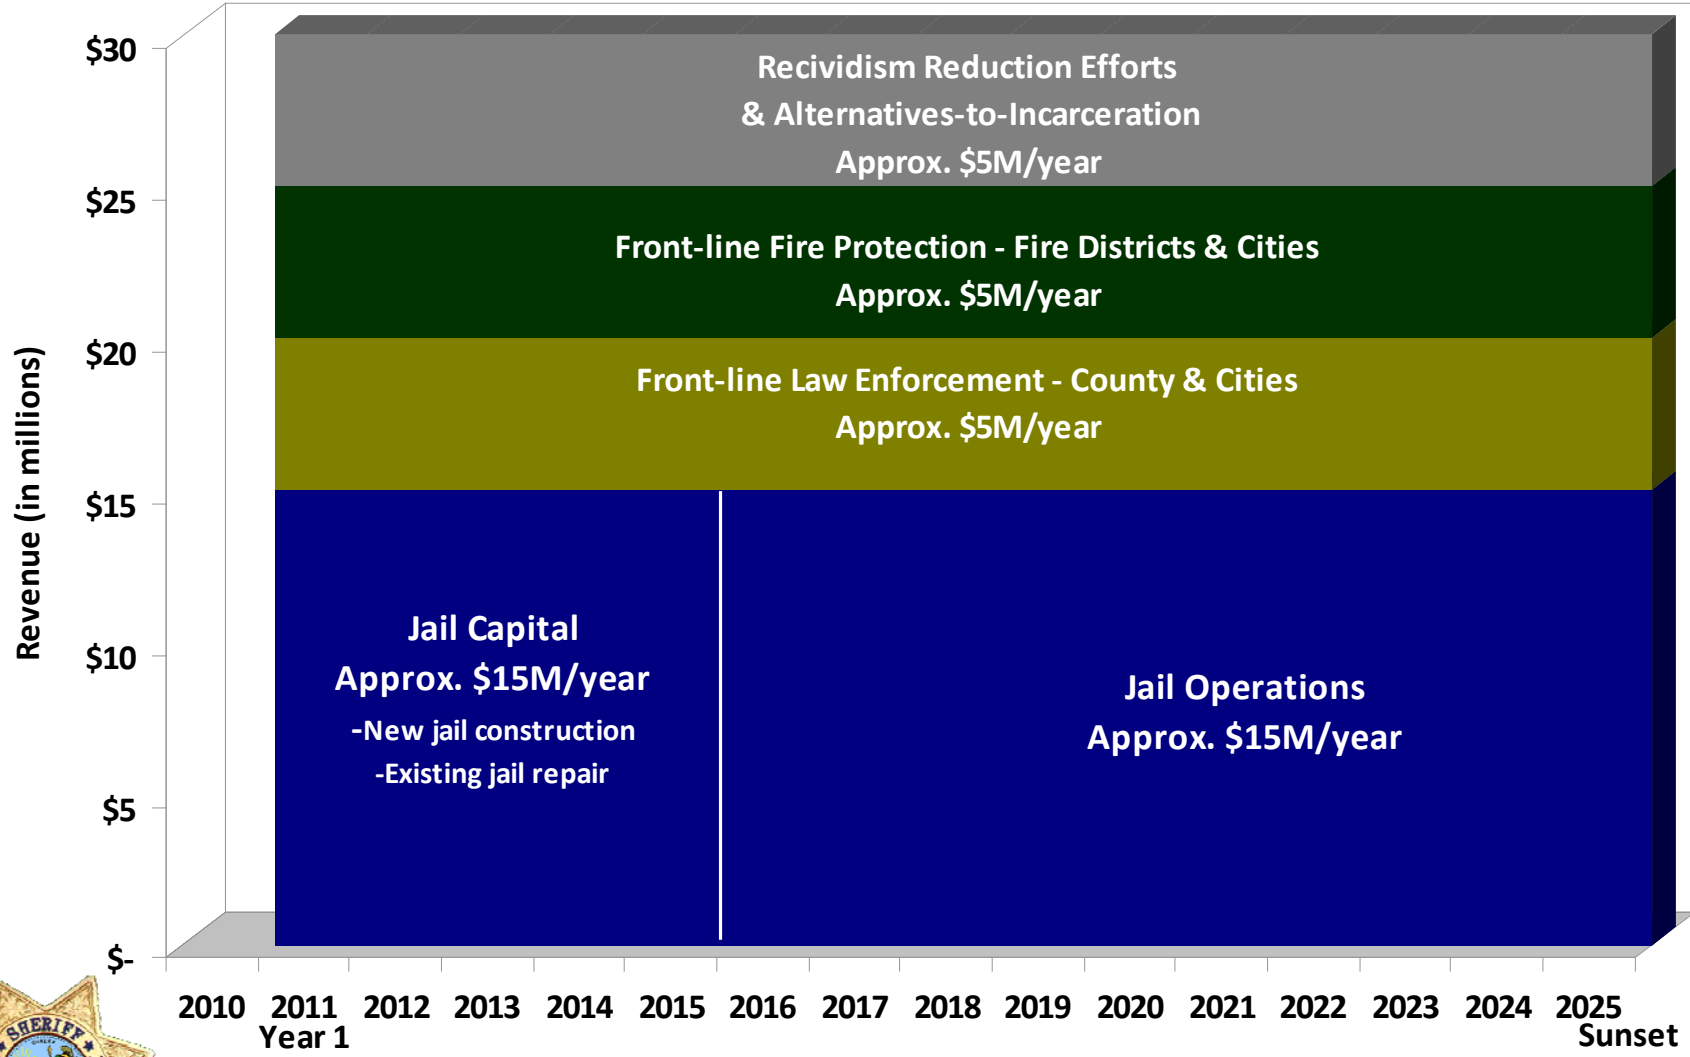 $30
$25
$20
$15
$10
$5
$-
Revenue (in millions)
Recividism Reduction Efforts
& Alternatives-to-Incarceration
Approx. $5M/year
Front-line Fire Protection - Fire Districts & Cities
Approx. $5M/year
Front-line Law Enforcement - County & Cities
Approx. $5M/year
Jail Capital
Approx. $15M/year
-New jail construction
-Existing jail repair
Jail Operations
Approx. $15M/year
2010 2011 2012 2013 2014 2015 2016 2017 2018 2019 2020 2021 2022 2023 2024 2025
Year 1
Sunset
SHERIFF